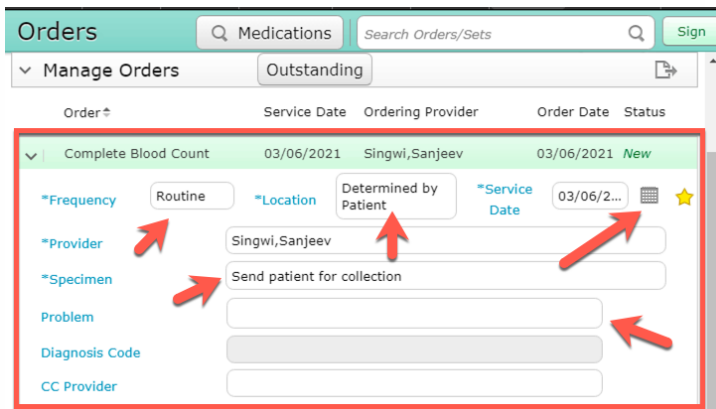 Orders Medications Search Orders/Sets Sign
Manage Orders Outstanding
Order Service Date Ordering Provider Order Date Status
Complete Blood Count 03/06/2021 Singwi,Sanjeev 03/06/2021 New
*Frequency Routine *Location Determined by Patient *Service Date 03/06/2...
*Provider Singwi,Sanjeev
*Specimen Send patient for collection
Problem
Diagnosis Code
CC Provider